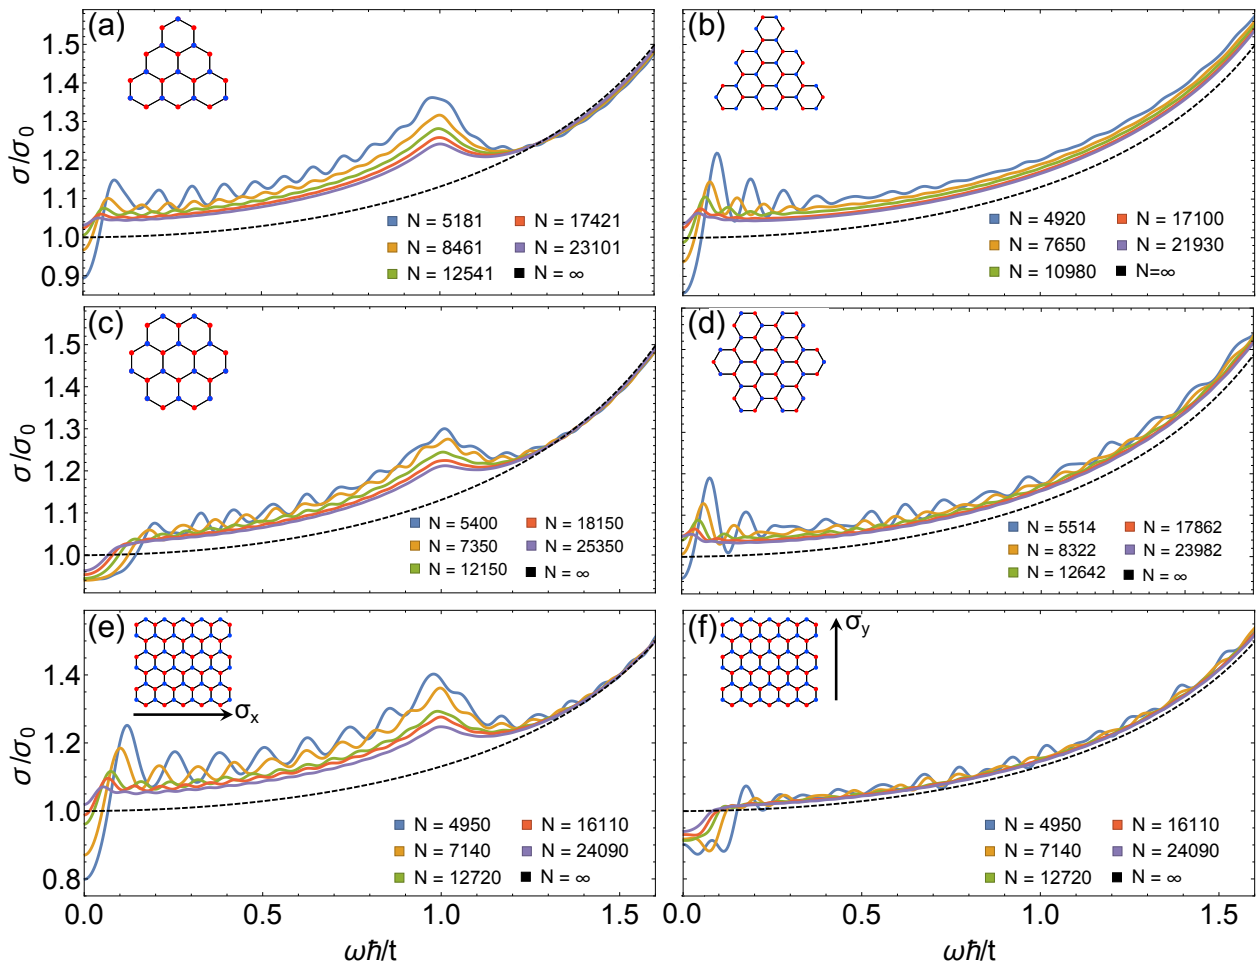 (a)
σ/σ0
1.5
1.4
1.3
1.2
1.1
1.0
0.9
N = 5181
N = 17421
N = 8461
N = 23101
N = 12541
N = ∞
(b)
N = 4920
N = 17100
N = 7650
N = 21930
N = 10980
N=∞
(c)
σ/σ0
1.5
1.4
1.3
1.2
1.1
1.0
N = 5400
N = 18150
N = 7350
N = 25350
N = 12150
N = ∞
(d)
N = 5514
N = 17862
N = 8322
N = 23982
N = 12642
N = ∞
(e)
σx
σ/σ0
1.4
1.2
1.0
0.8
N = 4950
N = 16110
N = 7140
N = 24090
N = 12720
N = ∞
0.0 0.5 1.0 1.5
ωħ/t
(f)
σy
N = 4950
N = 16110
N = 7140
N = 24090
N = 12720
N = ∞
0.0 0.5 1.0 1.5
ωħ/t